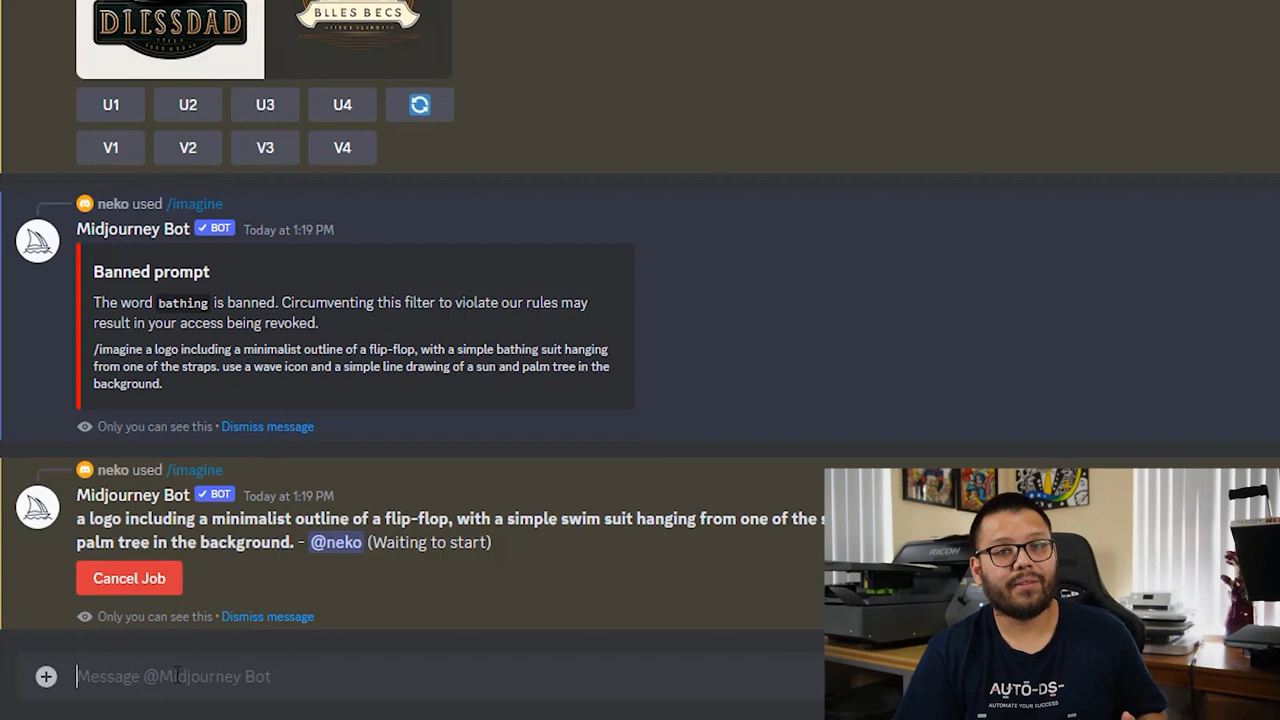 DLESSDAD
BLLES BECS
U1 U2 U3 U4
V1 V2 V3 V4
neko used /imagine
Midjourney Bot ✓ BOT Today at 1:19 PM
Banned prompt
The word bathing is banned. Circumventing this filter to violate our rules may
result in your access being revoked.
/imagine a logo including a minimalist outline of a flip-flop, with a simple bathing suit hanging
from one of the straps. use a wave icon and a simple line drawing of a sun and palm tree in the
background.
Only you can see this • Dismiss message
neko used /imagine
Midjourney Bot ✓ BOT Today at 1:19 PM
a logo including a minimalist outline of a flip-flop, with a simple swim suit hanging from one of the
palm tree in the background. - @neko (Waiting to start)
Cancel Job
Only you can see this • Dismiss message
Message @Midjourney Bot
RICOH
AUTO-DS-
AUTOMATE YOUR SUCCESS